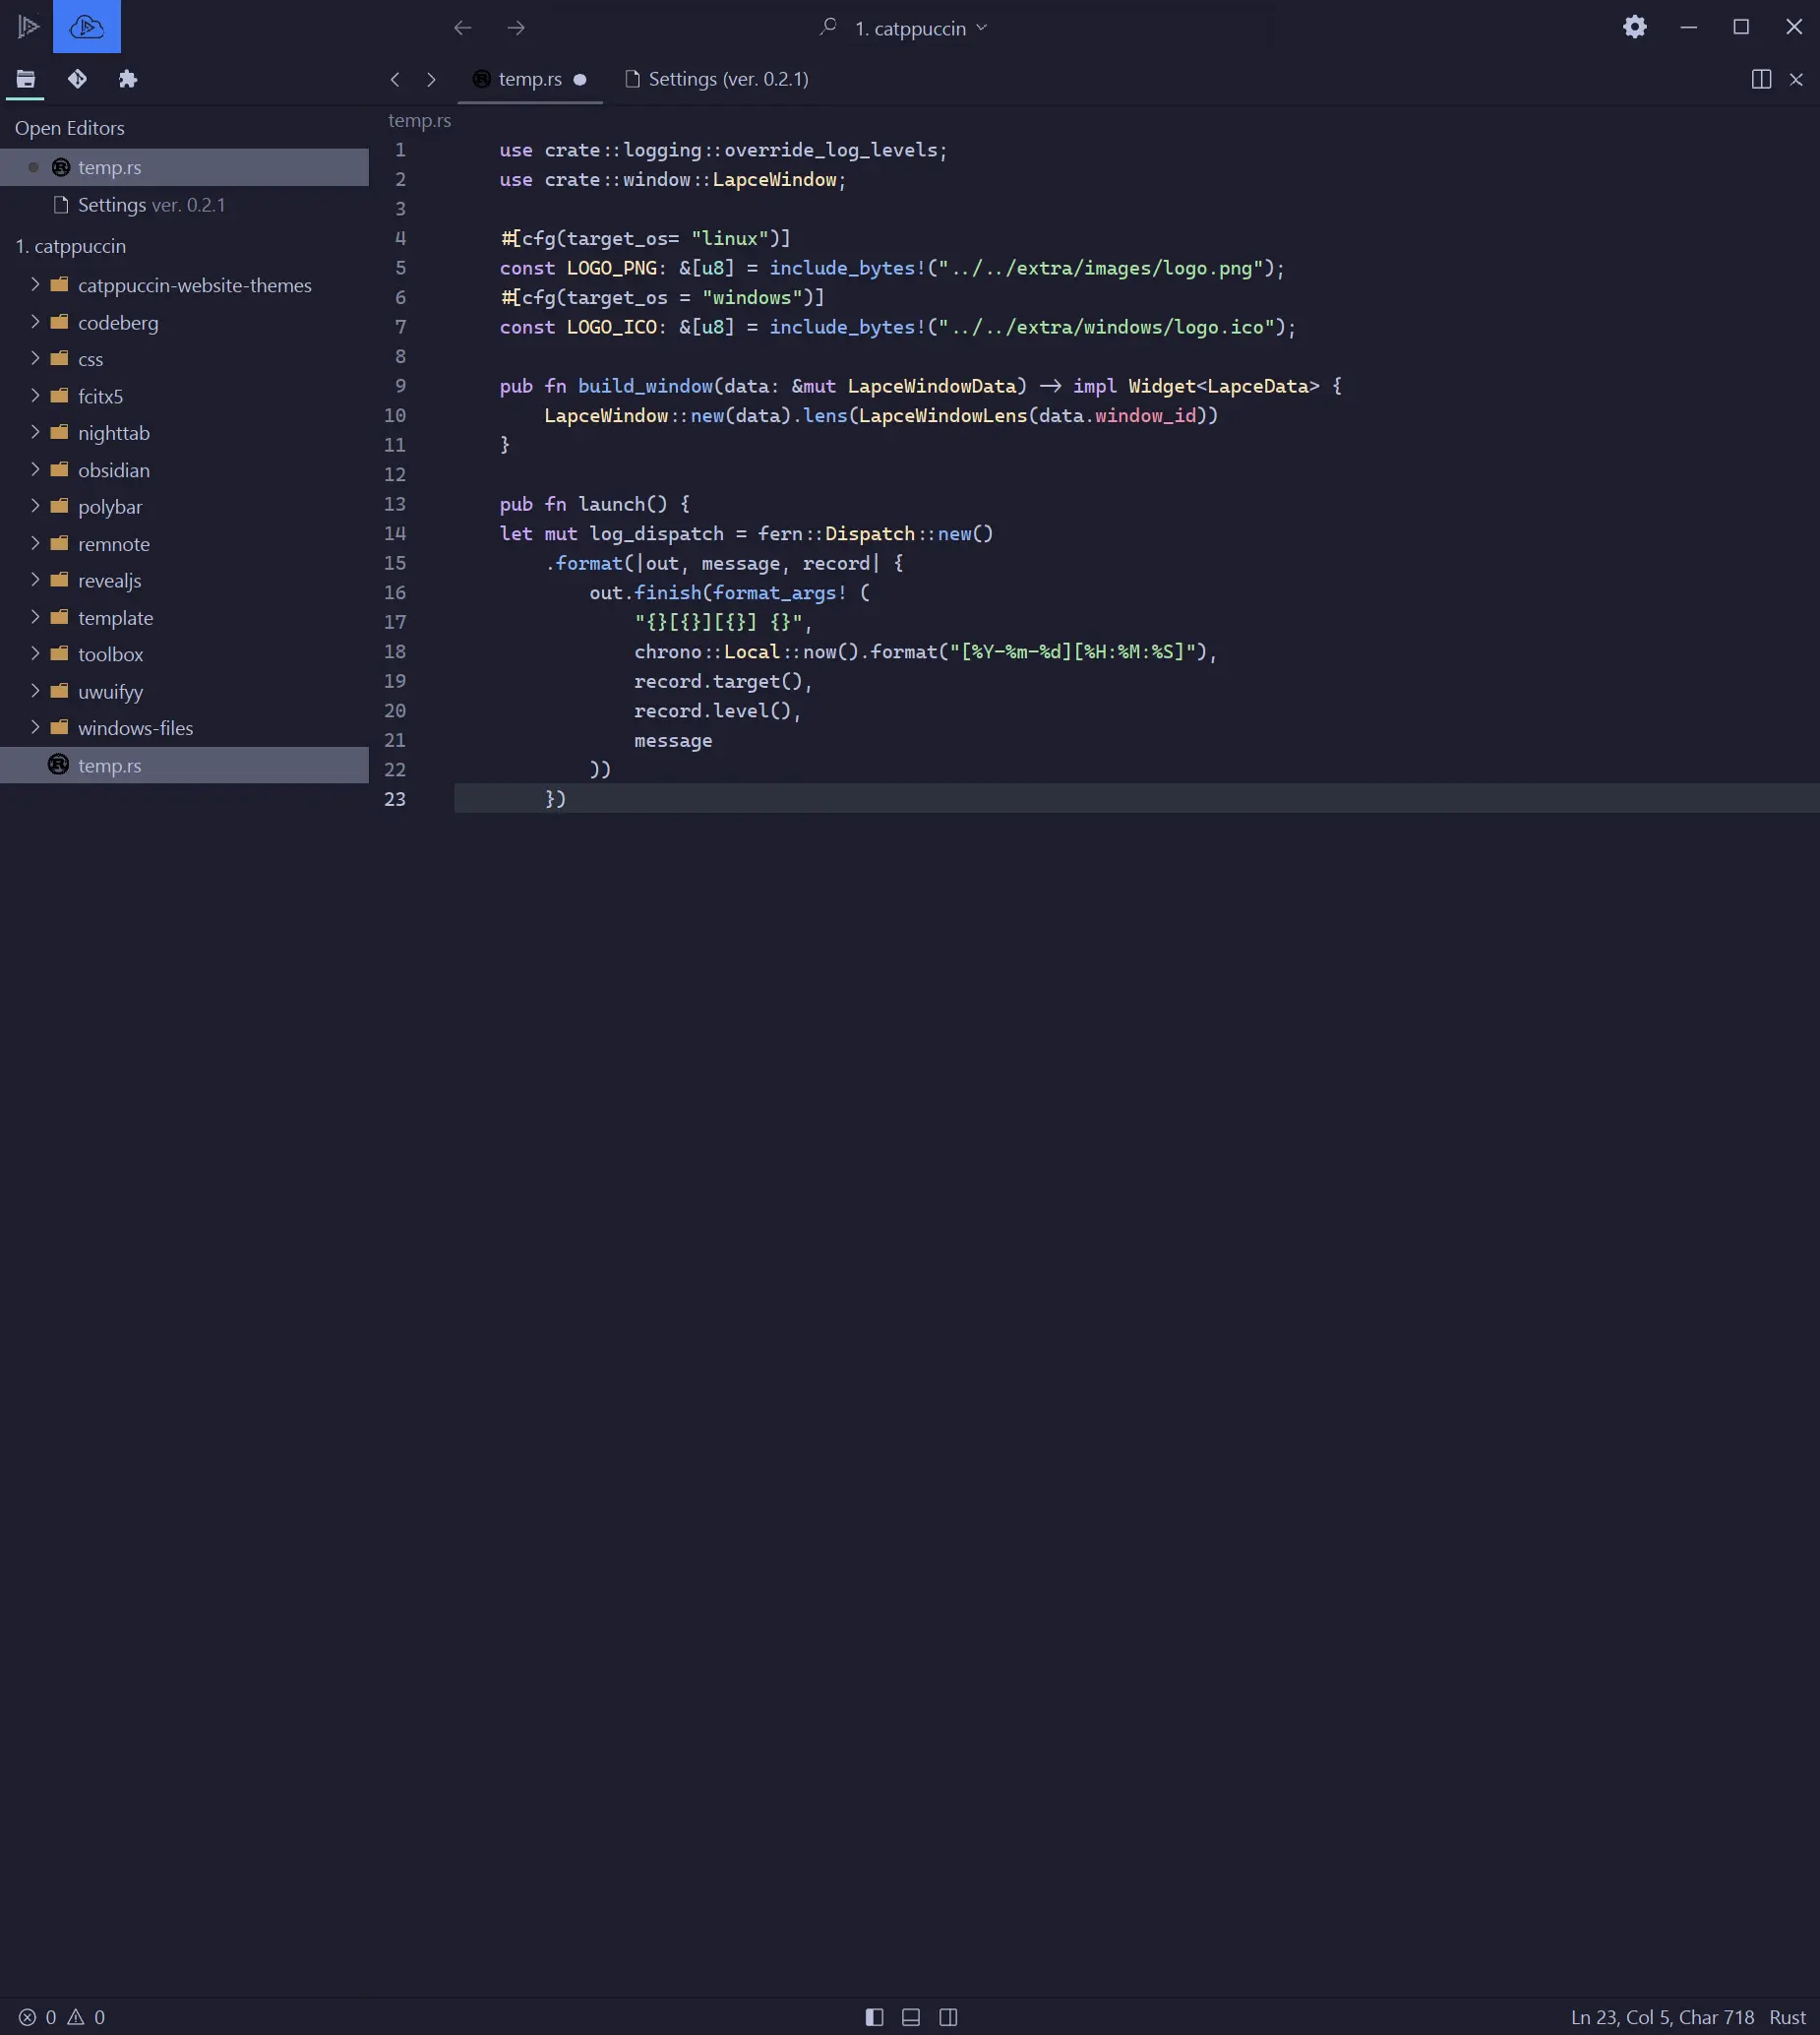 1. catppuccin
temp.rs
Settings (ver. 0.2.1)
Open Editors
temp.rs
Settings ver. 0.2.1
1. catppuccin
catppuccin-website-themes
codeberg
css
fcitx5
nighttab
obsidian
polybar
remnote
revealjs
template
toolbox
uwuifyy
windows-files
temp.rs
temp.rs
1 use crate::logging::override_log_levels;
2 use crate::window::LapceWindow;
3
4 #[cfg(target_os= "linux")]
5 const LOGO_PNG: &[u8] = include_bytes!("../../extra/images/logo.png");
6 #[cfg(target_os = "windows")]
7 const LOGO_ICO: &[u8] = include_bytes!("../../extra/windows/logo.ico");
8
9 pub fn build_window(data: &mut LapceWindowData) -> impl Widget<LapceData> {
10     LapceWindow::new(data).lens(LapceWindowLens(data.window_id))
11 }
12
13 pub fn launch() {
14 let mut log_dispatch = fern::Dispatch::new()
15     .format(|out, message, record| {
16         out.finish(format_args! (
17             "{}[{}][{}] {}",
18             chrono::Local::now().format("[%Y-%m-%d][%H:%M:%S]"),
19             record.target(),
20             record.level(),
21             message
22         ))
23     })
0 0
Ln 23, Col 5, Char 718 Rust